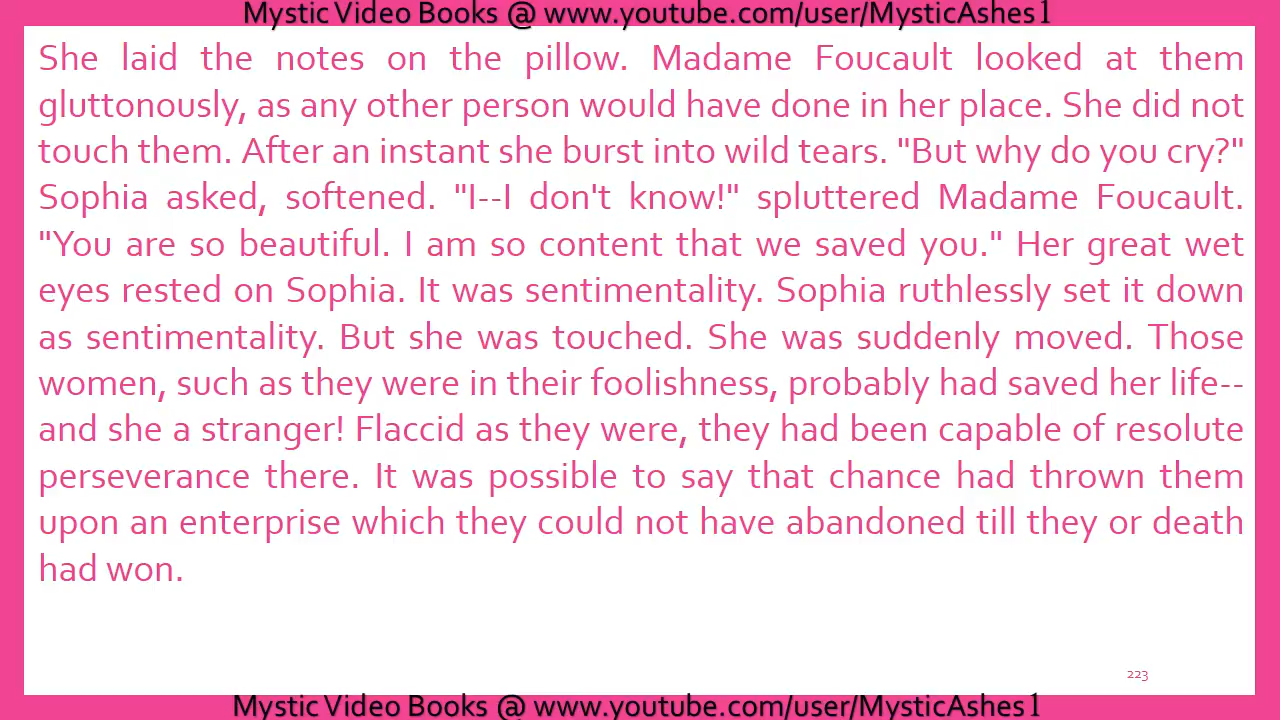 Mystic Video Books @ www.youtube.com/user/MysticAshes1
She laid the notes on the pillow. Madame Foucault looked at them
gluttonously, as any other person would have done in her place. She did not
touch them. After an instant she burst into wild tears. "But why do you cry?"
Sophia asked, softened. "I--I don't know!" spluttered Madame Foucault.
"You are so beautiful. I am so content that we saved you." Her great wet
eyes rested on Sophia. It was sentimentality. Sophia ruthlessly set it down
as sentimentality. But she was touched. She was suddenly moved. Those
women, such as they were in their foolishness, probably had saved her life--
and she a stranger! Flaccid as they were, they had been capable of resolute
perseverance there. It was possible to say that chance had thrown them
upon an enterprise which they could not have abandoned till they or death
had won.
223
Mystic Video Books @ www.youtube.com/user/MysticAshes1